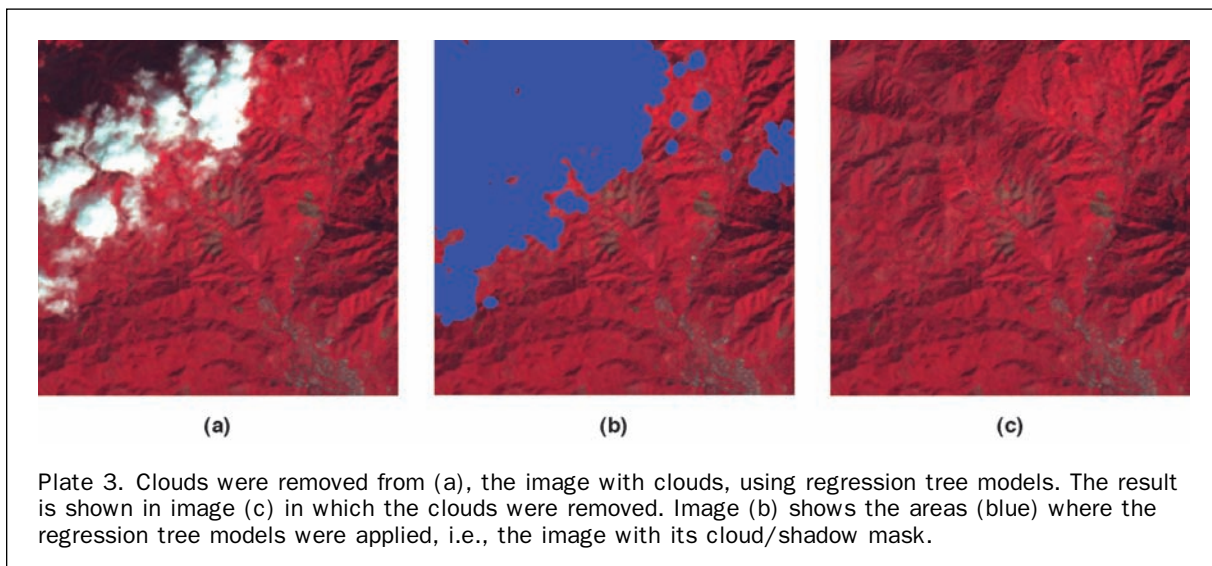 (a)
(b)
(c)
Plate 3. Clouds were removed from (a), the image with clouds, using regression tree models. The result
is shown in image (c) in which the clouds were removed. Image (b) shows the areas (blue) where the
regression tree models were applied, i.e., the image with its cloud/shadow mask.